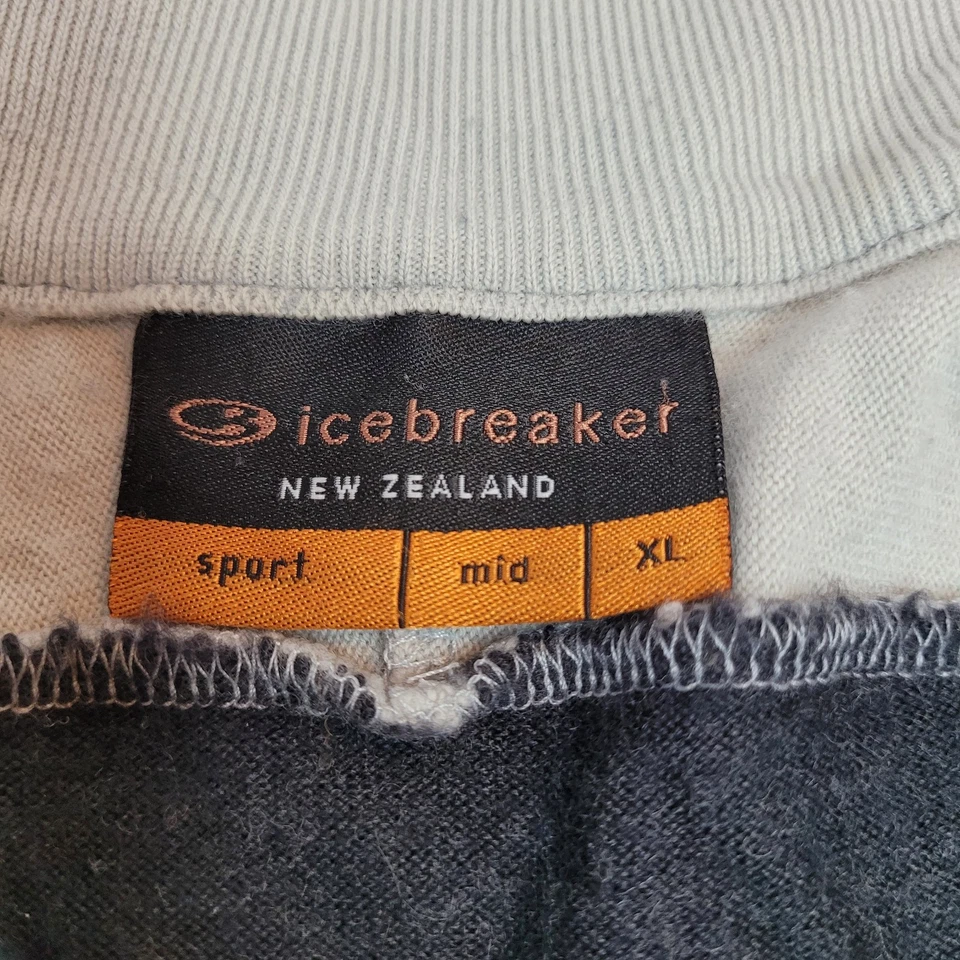 icebreaker
NEW ZEALAND
sport mid XL